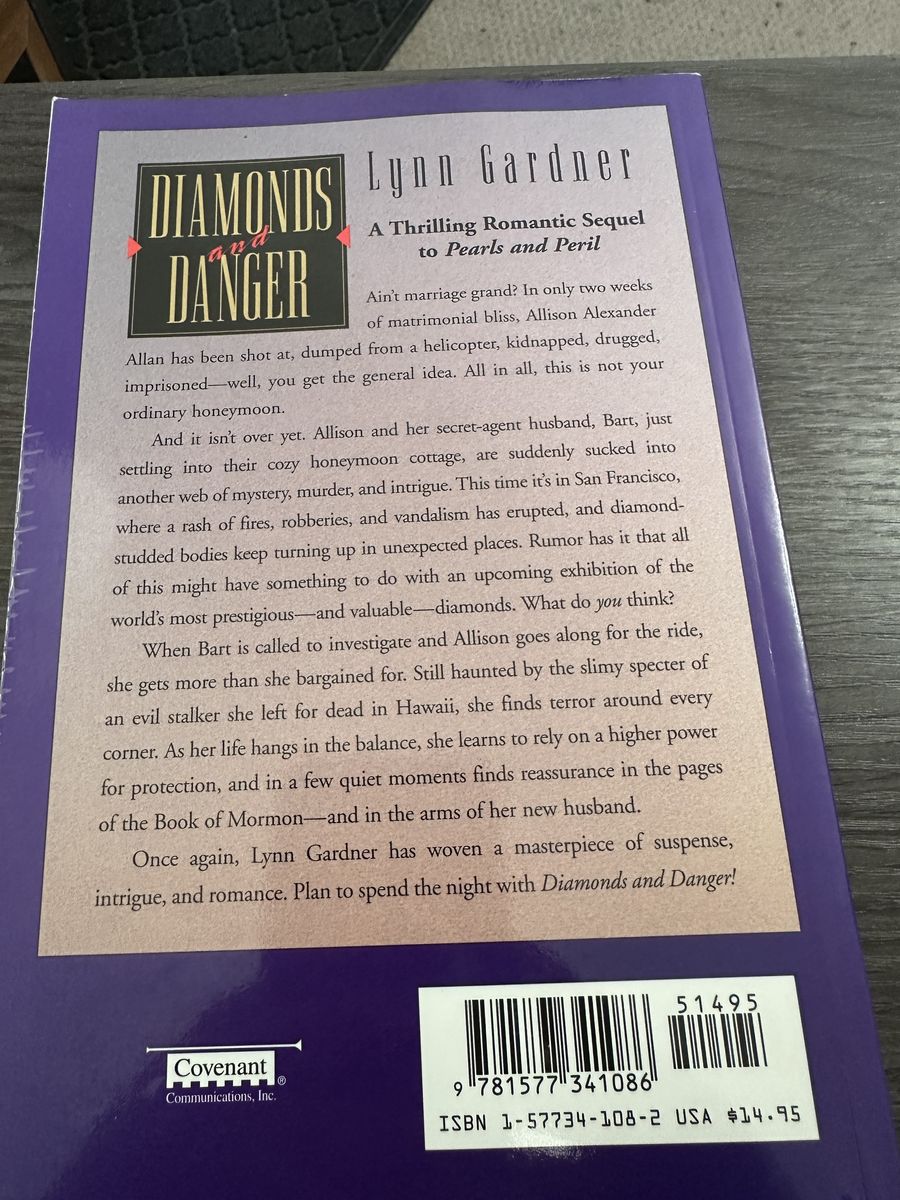 DIAMONDS
and
DANGER
Lynn Gardner
A Thrilling Romantic Sequel
to Pearls and Peril
Ain't marriage grand? In only two weeks
of matrimonial bliss, Allison Alexander
Allan has been shot at, dumped from a helicopter, kidnapped, drugged,
imprisoned—well, you get the general idea. All in all, this is not your
ordinary honeymoon.
And it isn't over yet. Allison and her secret-agent husband, Bart, just
settling into their cozy honeymoon cottage, are suddenly sucked into
another web of mystery, murder, and intrigue. This time it's in San Francisco,
where a rash of fires, robberies, and vandalism has erupted, and diamond-
studded bodies keep turning up in unexpected places. Rumor has it that all
of this might have something to do with an upcoming exhibition of the
world's most prestigious—and valuable—diamonds. What do you think?
When Bart is called to investigate and Allison goes along for the ride,
she gets more than she bargained for. Still haunted by the slimy specter of
an evil stalker she left for dead in Hawaii, she finds terror around every
corner. As her life hangs in the balance, she learns to rely on a higher power
for protection, and in a few quiet moments finds reassurance in the pages
of the Book of Mormon—and in the arms of her new husband.
Once again, Lynn Gardner has woven a masterpiece of suspense,
intrigue, and romance. Plan to spend the night with Diamonds and Danger!
Covenant®
Communications, Inc.
51495
9 781577 341086
ISBN 1-57734-108-2 USA $14.95